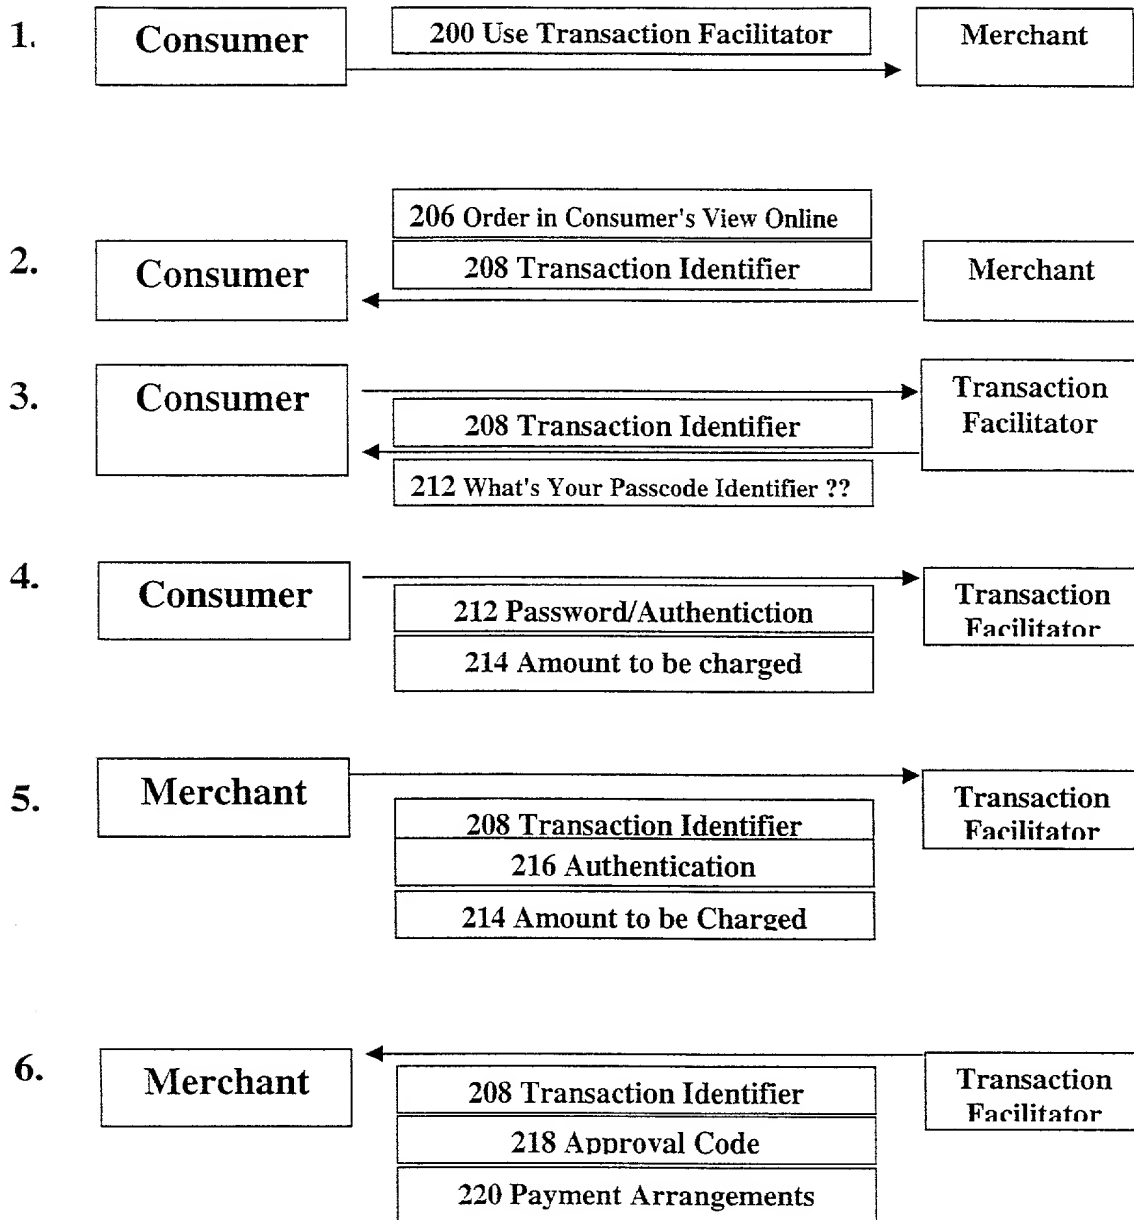 1. Consumer 200 Use Transaction Facilitator Merchant
206 Order in Consumer's View Online
2. Consumer 208 Transaction Identifier Merchant
3. Consumer Transaction
Facilitator
208 Transaction Identifier
212 What's Your Passcode Identifier ??
4. Consumer Transaction
Facilitator
212 Password/Authentiction
214 Amount to be charged
5. Merchant Transaction
Facilitator
208 Transaction Identifier
216 Authentication
214 Amount to be Charged
6. Merchant Transaction
Facilitator
208 Transaction Identifier
218 Approval Code
220 Payment Arrangements